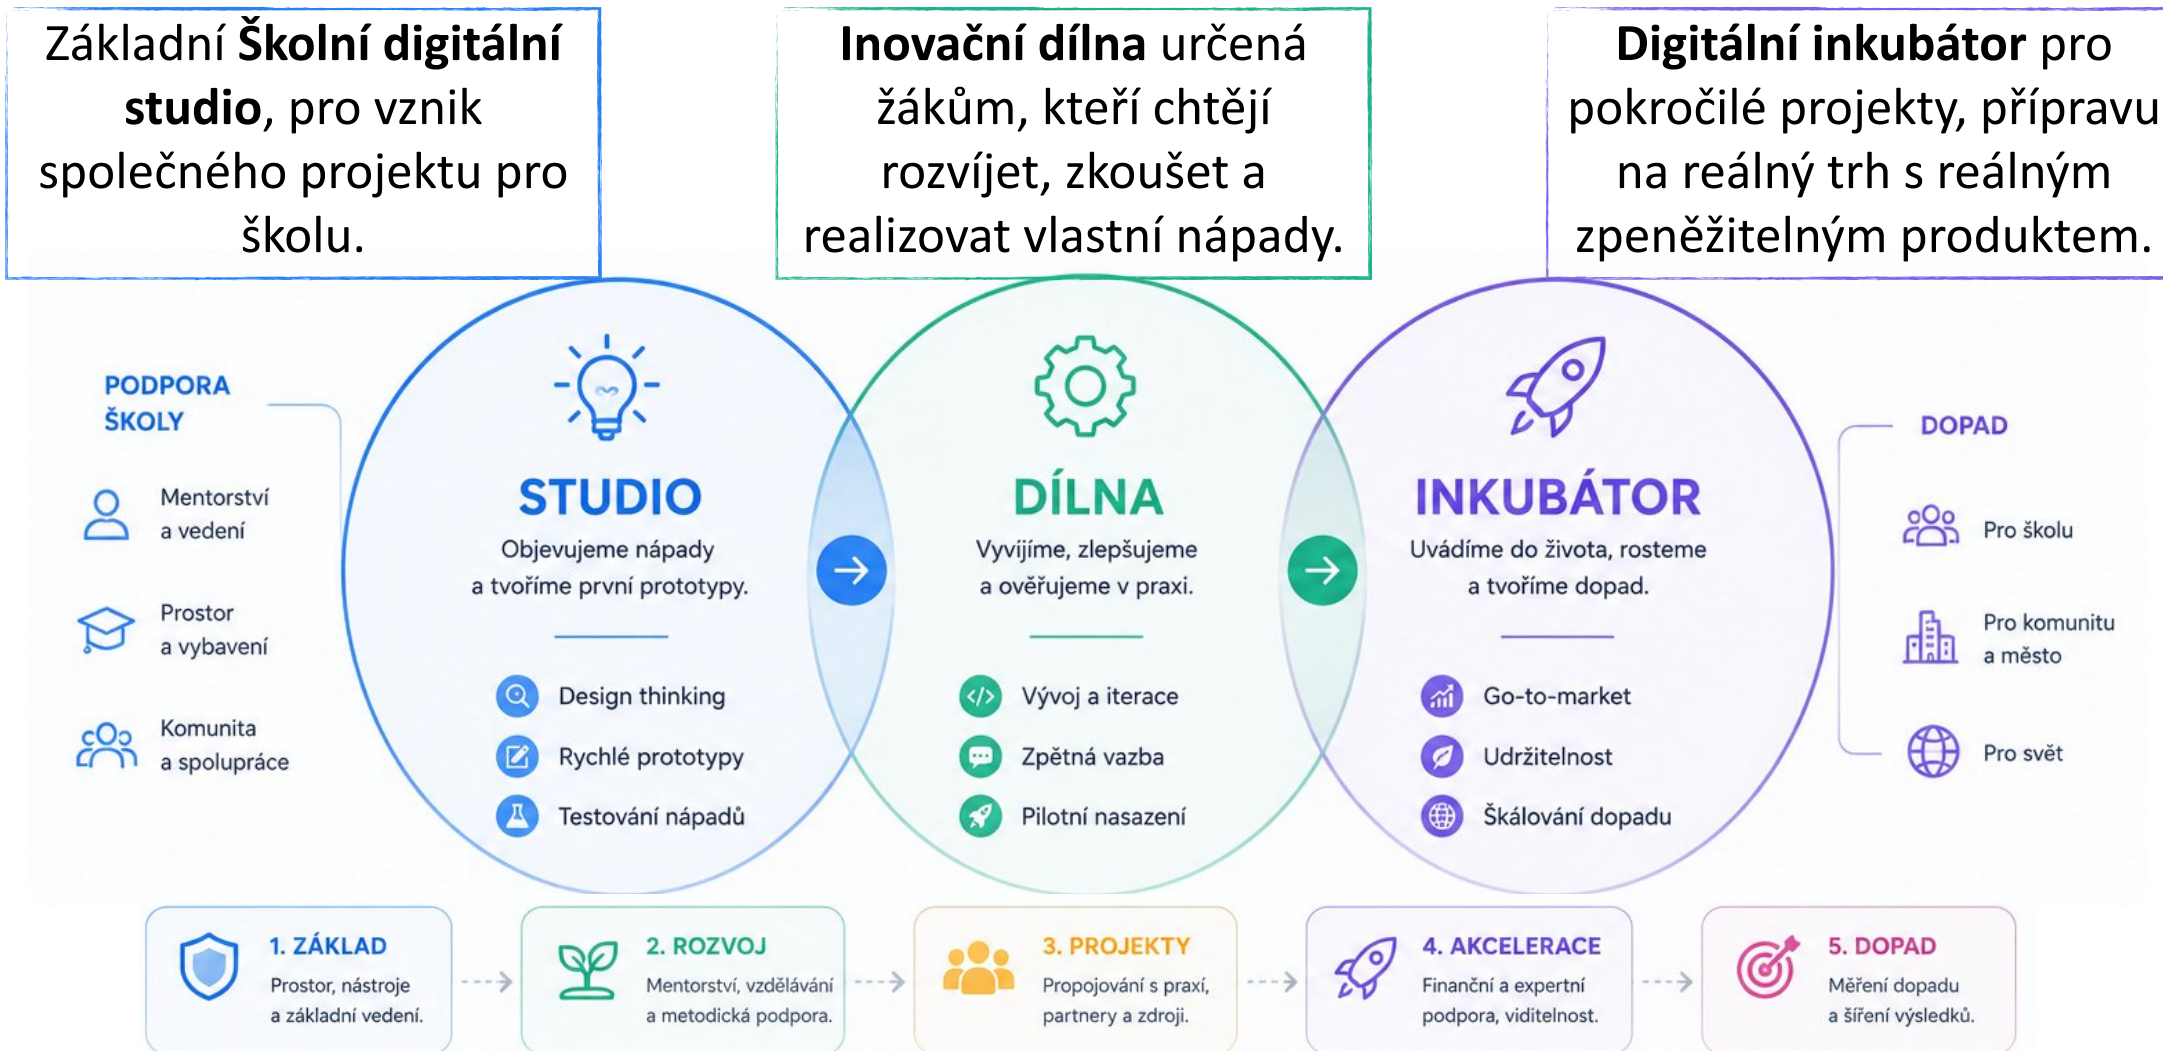 Základní Školní digitální
studio, pro vznik
společného projektu pro
školu.
Inovační dílna určená
žákům, kteří chtějí
rozvíjet, zkoušet a
realizovat vlastní nápady.
Digitální inkubátor pro
pokročilé projekty, přípravu
na reálný trh s reálným
zpeněžitelným produktem.
PODPORA
ŠKOLY
Mentorství
a vedení
Prostor
a vybavení
Komunita
a spolupráce
STUDIO
Objevujeme nápady
a tvoříme první prototypy.
Design thinking
Rychlé prototypy
Testování nápadů
DÍLNA
Vyvíjíme, zlepšujeme
a ověřujeme v praxi.
Vývoj a iterace
Zpětná vazba
Pilotní nasazení
INKUBÁTOR
Uvádíme do života, rosteme
a tvoříme dopad.
Go-to-market
Udržitelnost
Škálování dopadu
DOPAD
Pro školu
Pro komunitu
a město
Pro svět
1. ZÁKLAD
Prostor, nástroje
a základní vedení.
2. ROZVOJ
Mentorství, vzdělávání
a metodická podpora.
3. PROJEKTY
Propojování s praxí,
partnery a zdroji.
4. AKCELERACE
Finanční a expertní
podpora, viditelnost.
5. DOPAD
Měření dopadu
a šíření výsledků.